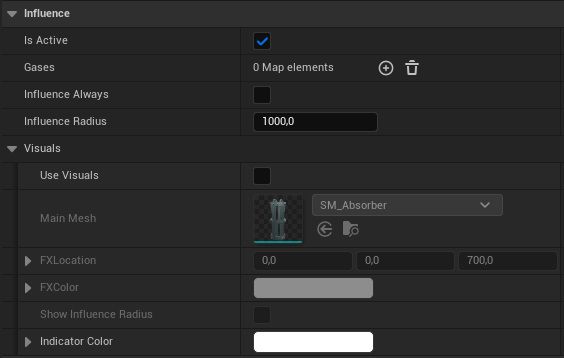 Influence
Is Active
Gases 0 Map elements
Influence Always
Influence Radius 1000,0
Visuals
Use Visuals
Main Mesh SM_Absorber
FXLocation 0,0 0,0 700,0
FXColor
Show Influence Radius
Indicator Color